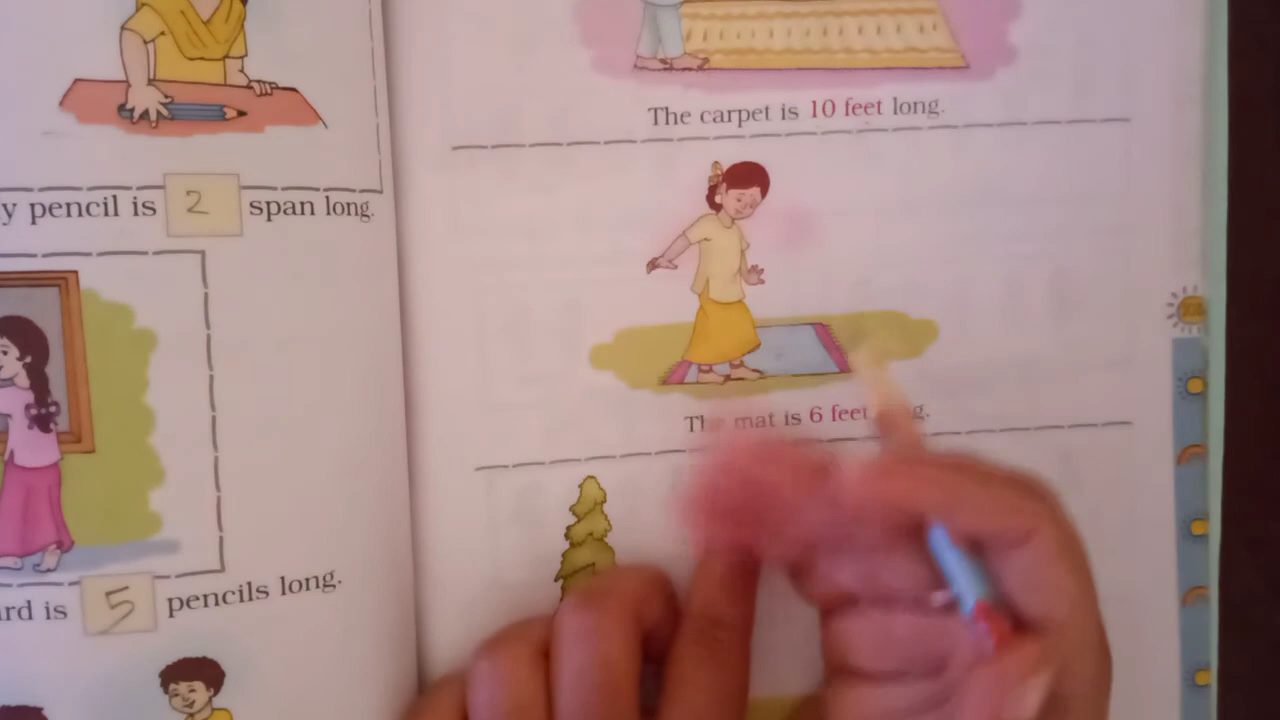 y pencil is 2 span long.
ard is 5 pencils long.
The carpet is 10 feet long.
The mat is 6 feet